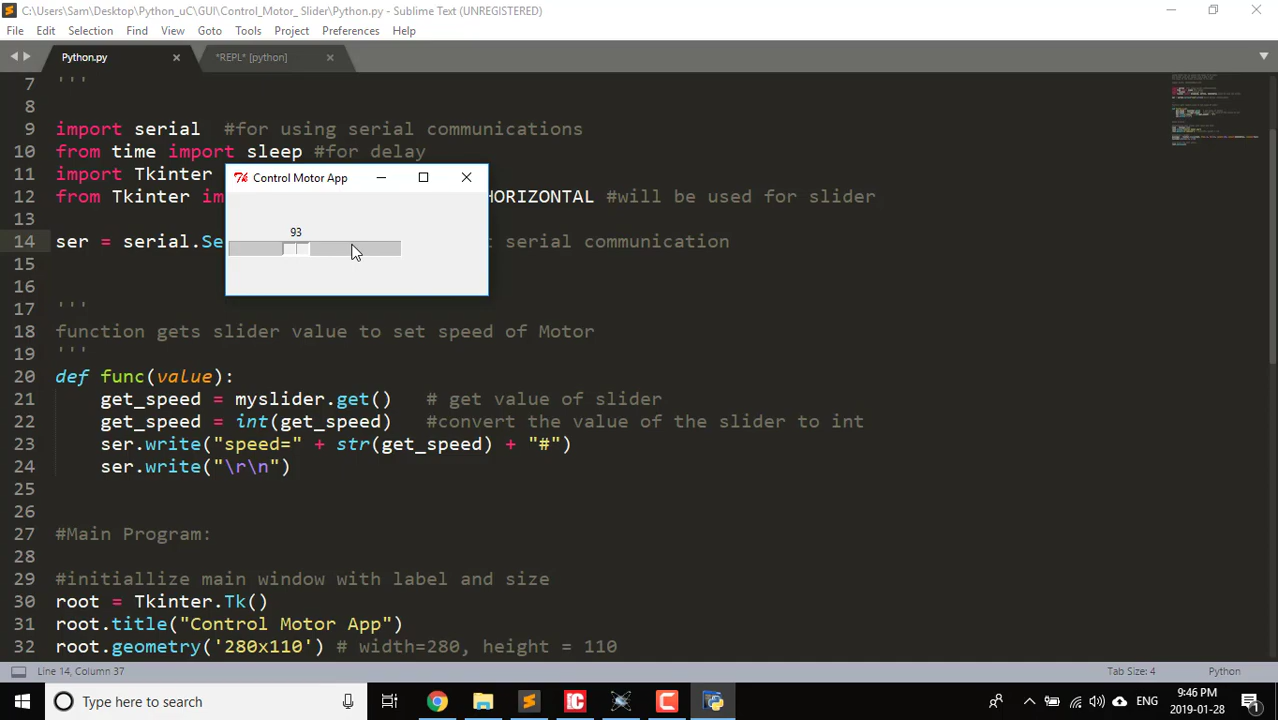 C:\Users\Sam\Desktop\Python_uC\GUI\Control_Motor_ Slider\Python.py - Sublime Text (UNREGISTERED)
File Edit Selection Find View Goto Tools Project Preferences Help
Python.py *REPL* [python]
7 '''
8
9 import serial #for using serial communications
10 from time import sleep #for delay
11 import Tkinter
12 from Tkinter im HORIZONTAL #will be used for slider
13
14 ser = serial.Se t serial communication
15
16
17 '''
18 function gets slider value to set speed of Motor
19 '''
20 def func(value):
21 get_speed = myslider.get() # get value of slider
22 get_speed = int(get_speed) #convert the value of the slider to int
23 ser.write("speed=" + str(get_speed) + "#")
24 ser.write("\r\n")
25
26
27 #Main Program:
28
29 #initiallize main window with label and size
30 root = Tkinter.Tk()
31 root.title("Control Motor App")
32 root.geometry('280x110') # width=280, height = 110
Control Motor App
93
Line 14, Column 37 Tab Size: 4 Python
Type here to search
ENG
9:46 PM
2019-01-28
1